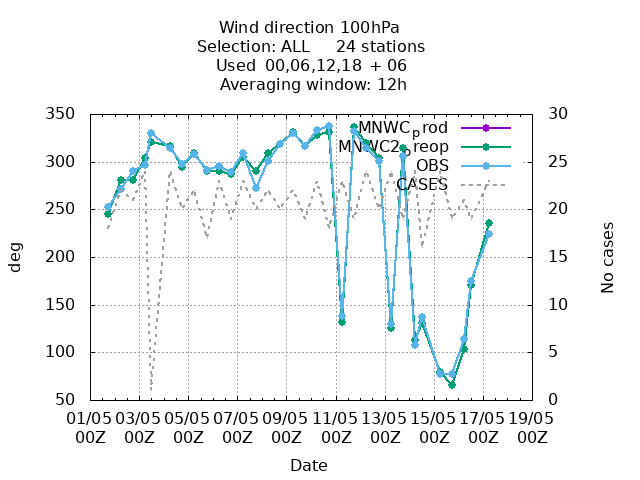 Wind direction 100hPa
Selection: ALL 24 stations
Used 00,06,12,18 + 06
Averaging window: 12h
350
300
250
200
150
100
50
deg
30
25
20
15
10
5
0
No cases
MNWCprod
MNWC2preop
OBS
CASES
01/05 03/05 05/05 07/05 09/05 11/05 13/05 15/05 17/05 19/05
00Z 00Z 00Z 00Z 00Z 00Z 00Z 00Z 00Z 00Z
Date